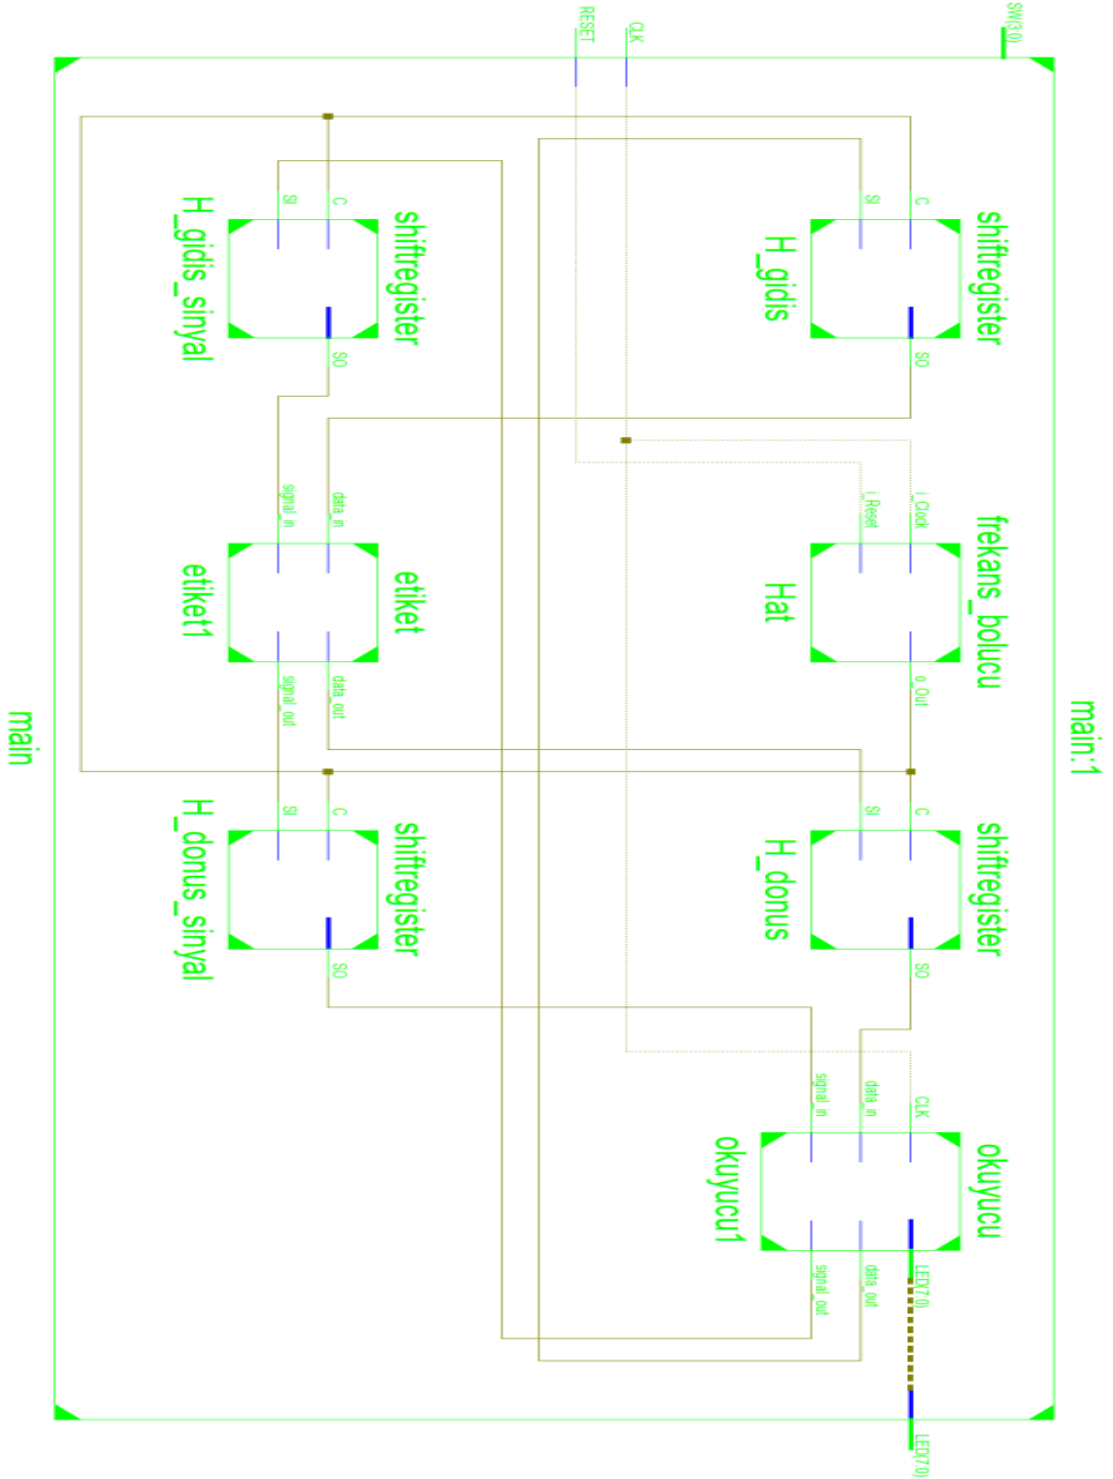 main:1
SW(3:0)
CLK
RESET
shiftregister
C
SI
SO
H_gidis
frekans_bolucu
i_Clock
i_Reset
o_Out
Hat
shiftregister
C
SI
SO
H_donus
okuyucu
CLK
data_in
signal_in
LED(7:0)
data_out
signal_out
okuyucu1
LED(7:0)
shiftregister
C
SI
SO
H_gidis_sinyal
etiket
data_in
signal_in
data_out
signal_out
etiket1
shiftregister
C
SI
SO
H_donus_sinyal
main